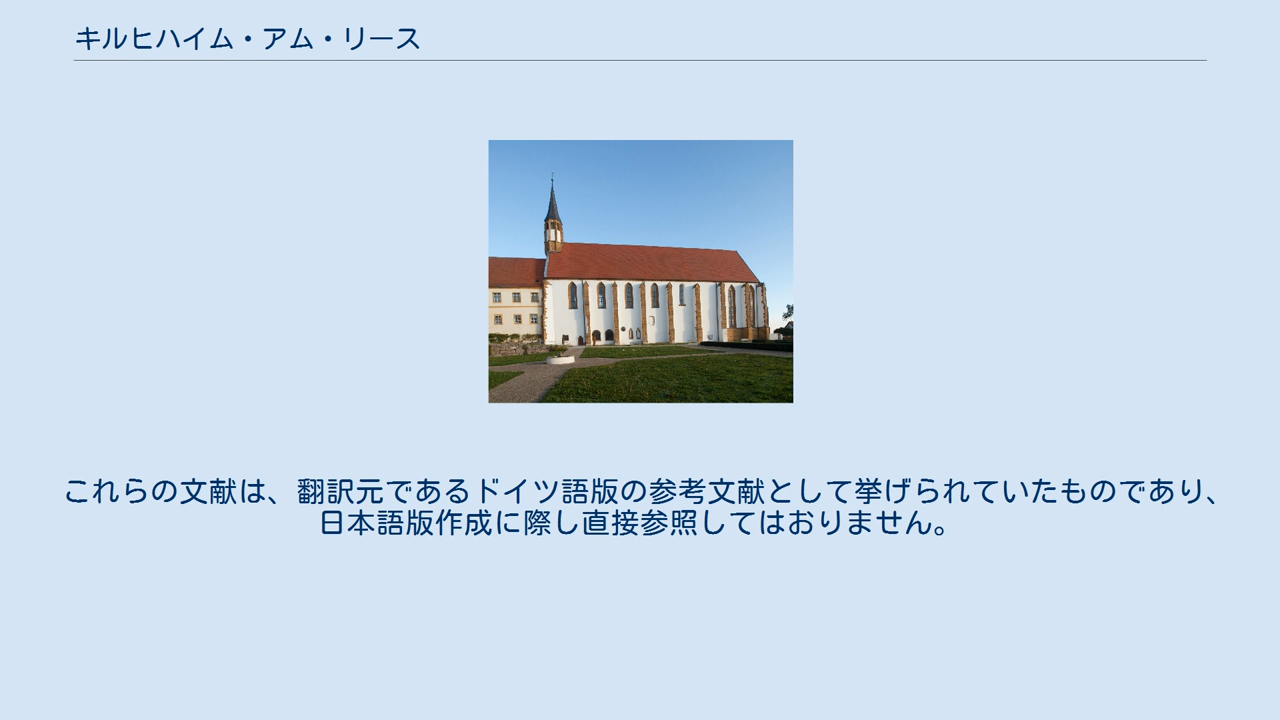 キルヒハイム・アム・リース
これらの文献は、翻訳元であるドイツ語版の参考文献として挙げられていたものであり、
日本語版作成に際し直接参照してはおりません。